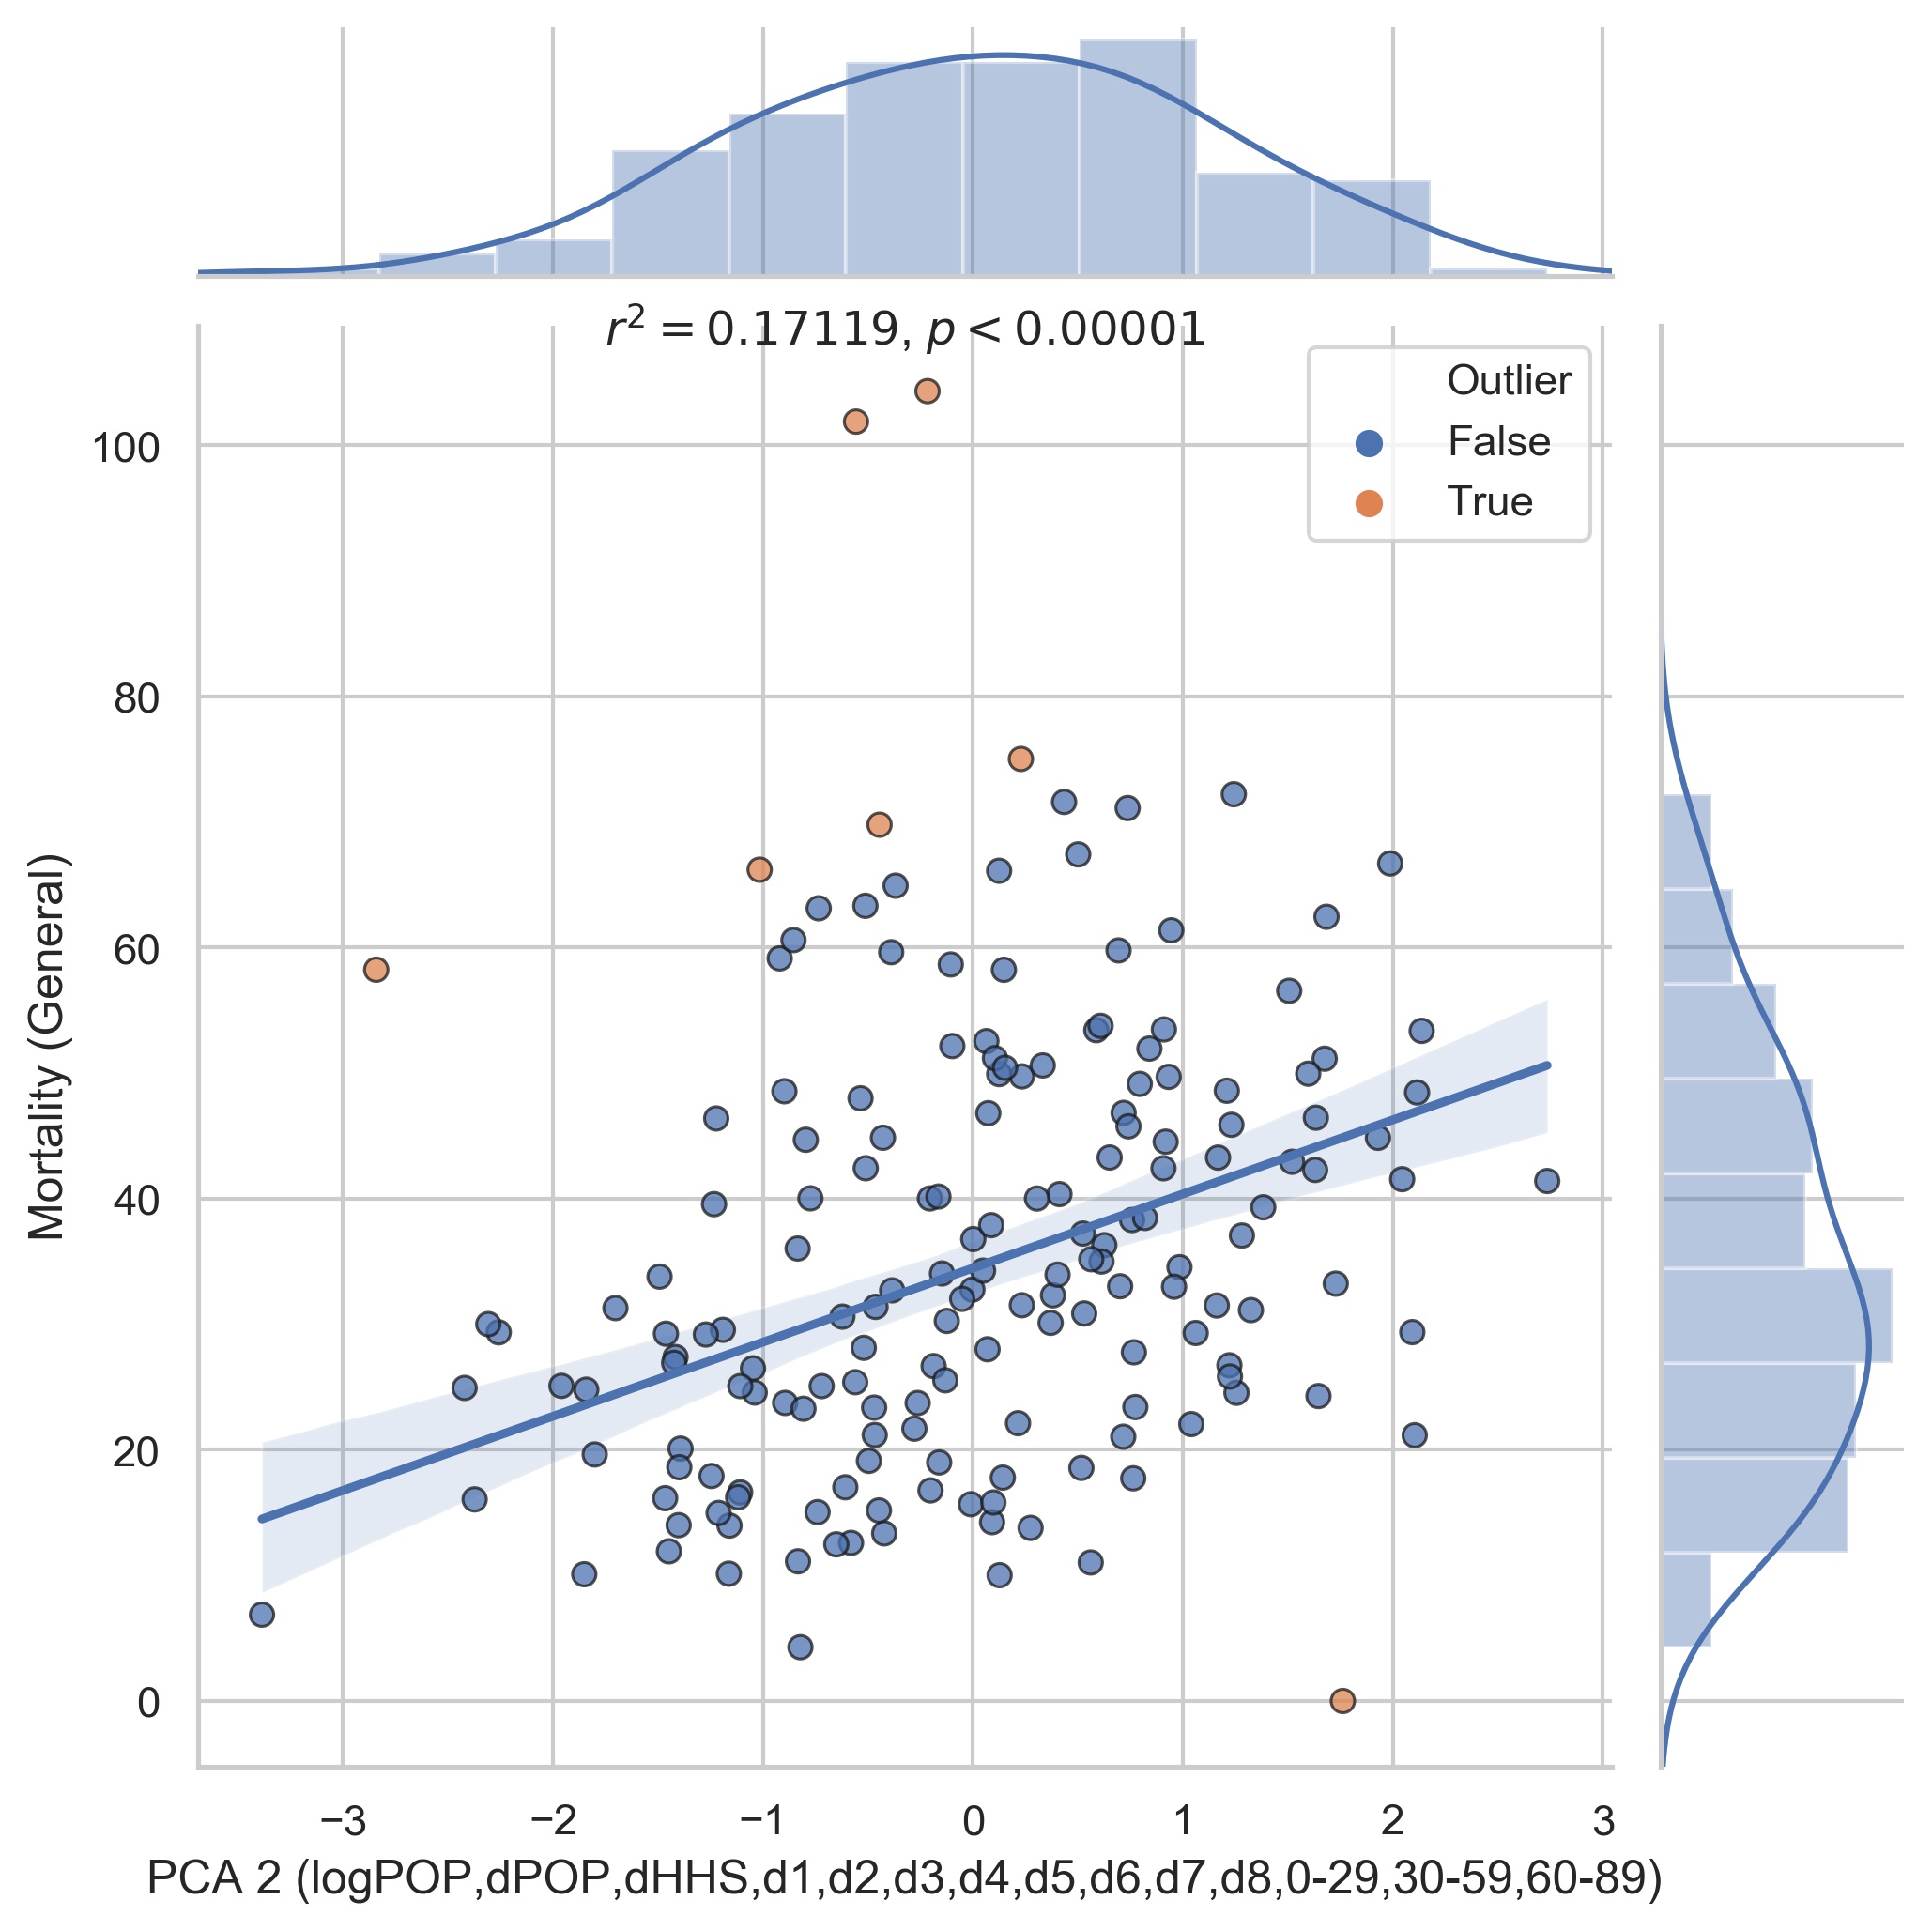 r² = 0.17119, p < 0.00001
Outlier
False
True
100
80
60
40
20
0
Mortality (General)
−3 −2 −1 0 1 2 3
PCA 2 (logPOP,dPOP,dHHS,d1,d2,d3,d4,d5,d6,d7,d8,0-29,30-59,60-89)